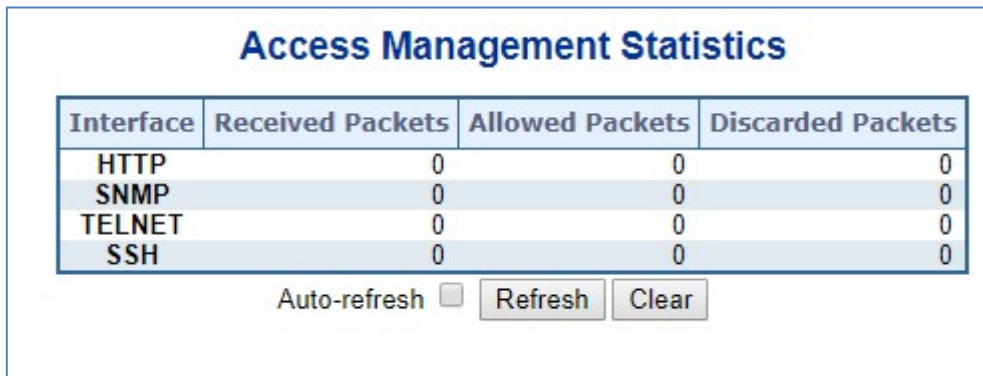 Access Management Statistics
Interface Received Packets Allowed Packets Discarded Packets
HTTP 0 0 0
SNMP 0 0 0
TELNET 0 0 0
SSH 0 0 0
Auto-refresh Refresh Clear